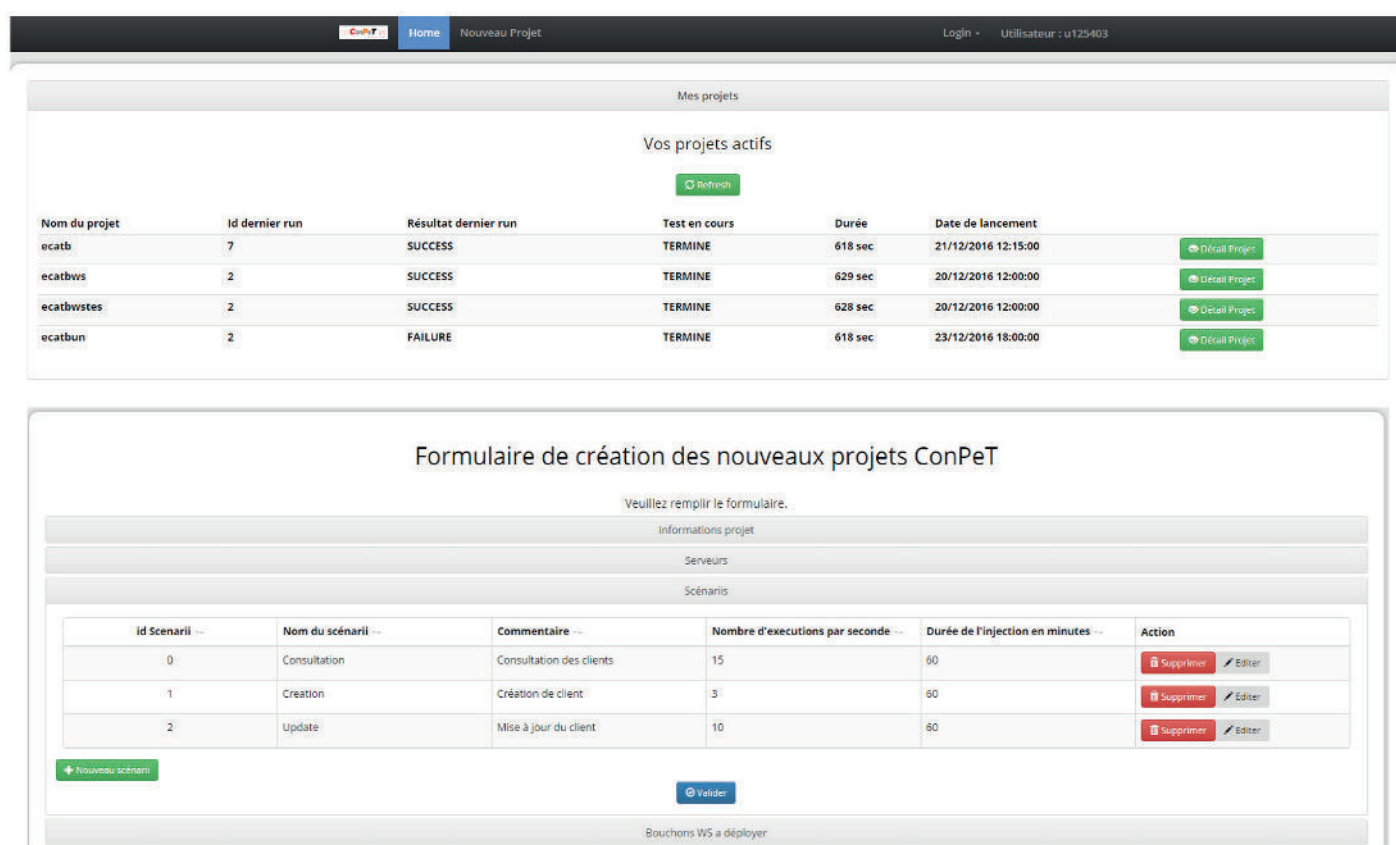 ConPeT Home Nouveau Projet Login Utilisateur : u125403
Mes projets
Vos projets actifs
Refresh
Nom du projet Id dernier run Résultat dernier run Test en cours Durée Date de lancement
ecatb 7 SUCCESS TERMINE 618 sec 21/12/2016 12:15:00 Détail Projet
ecatbws 2 SUCCESS TERMINE 629 sec 20/12/2016 12:00:00 Détail Projet
ecatbwstes 2 SUCCESS TERMINE 628 sec 20/12/2016 12:00:00 Détail Projet
ecatbun 2 FAILURE TERMINE 618 sec 23/12/2016 18:00:00 Détail Projet
Formulaire de création des nouveaux projets ConPeT
Veuillez remplir le formulaire.
Informations projet
Serveurs
Scénariis
id Scenarii Nom du scénarii Commentaire Nombre d'executions par seconde Durée de l'injection en minutes Action
0 Consultation Consultation des clients 15 60 Supprimer Editer
1 Creation Création de client 3 60 Supprimer Editer
2 Update Mise à jour du client 10 60 Supprimer Editer
Nouveau scénarii
Valider
Bouchons WS a déployer